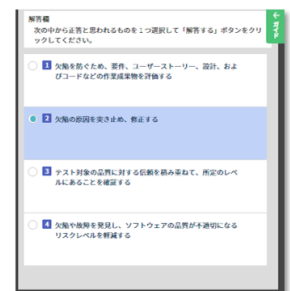 解答欄
次の中から正答と思われるものを1つ選択して「解答する」ボタンをクリ
ックしてください。
← ガイド
1 欠陥を防ぐため、要件、ユーザーストーリー、設計、およ
びコードなどの作業成果物を評価する
2 欠陥の原因を突き止め、修正する
3 テスト対象の品質に対する信頼を積み重ねて、所定のレベ
ルにあることを確証する
4 欠陥や故障を発見し、ソフトウェアの品質が不適切になる
リスクレベルを軽減する